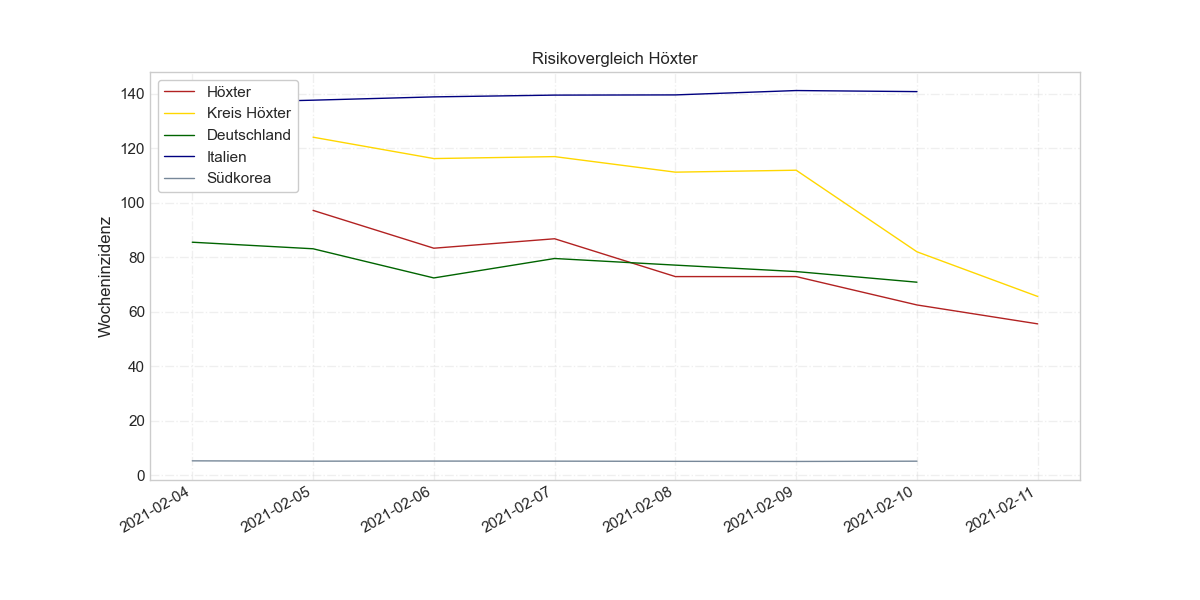 Risikovergleich Höxter
Höxter
Kreis Höxter
Deutschland
Italien
Südkorea
Wocheninzidenz
140
120
100
80
60
40
20
0
2021-02-04
2021-02-05
2021-02-06
2021-02-07
2021-02-08
2021-02-09
2021-02-10
2021-02-11